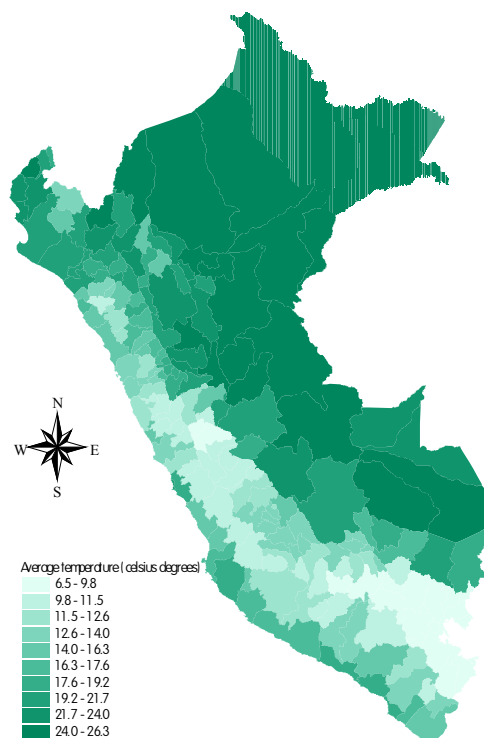 N
W E
S
Average temperature ( celsius degrees)
6.5 - 9.8
9.8 - 11.5
11.5 - 12.6
12.6 - 14.0
14.0 - 16.3
16.3 - 17.6
17.6 - 19.2
19.2 - 21.7
21.7 - 24.0
24.0 - 26.3